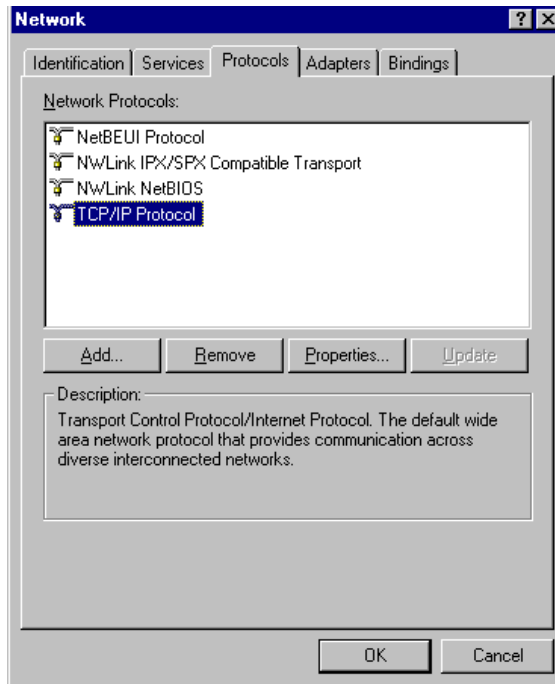 Network
Identification Services Protocols Adapters Bindings
Network Protocols:
NetBEUI Protocol
NWLink IPX/SPX Compatible Transport
NWLink NetBIOS
TCP/IP Protocol
Add... Remove Properties... Update
Description:
Transport Control Protocol/Internet Protocol. The default wide
area network protocol that provides communication across
diverse interconnected networks.
OK Cancel